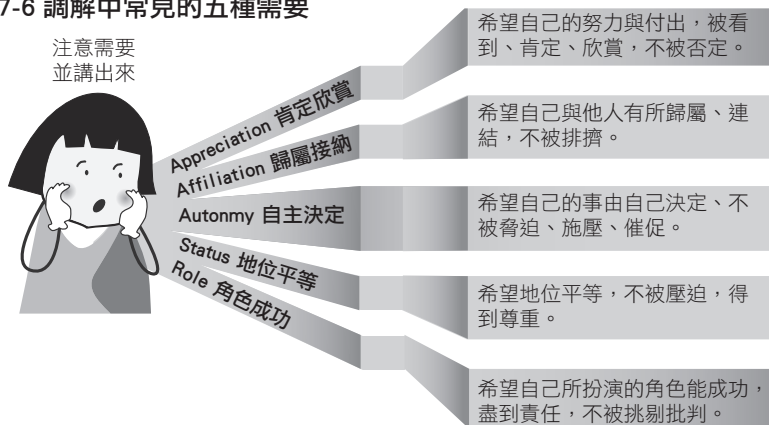 7-6 調解中常見的五種需要
注意需要
並講出來
Appreciation 肯定欣賞
希望自己的努力與付出，被看
到、肯定、欣賞，不被否定。
Affiliation 歸屬接納
希望自己與他人有所歸屬、連
結，不被排擠。
Autonmy 自主決定
希望自己的事由自己決定、不
被脅迫、施壓、催促。
Status 地位平等
希望地位平等，不被壓迫，得
到尊重。
Role 角色成功
希望自己所扮演的角色能成功，
盡到責任，不被挑剔批判。